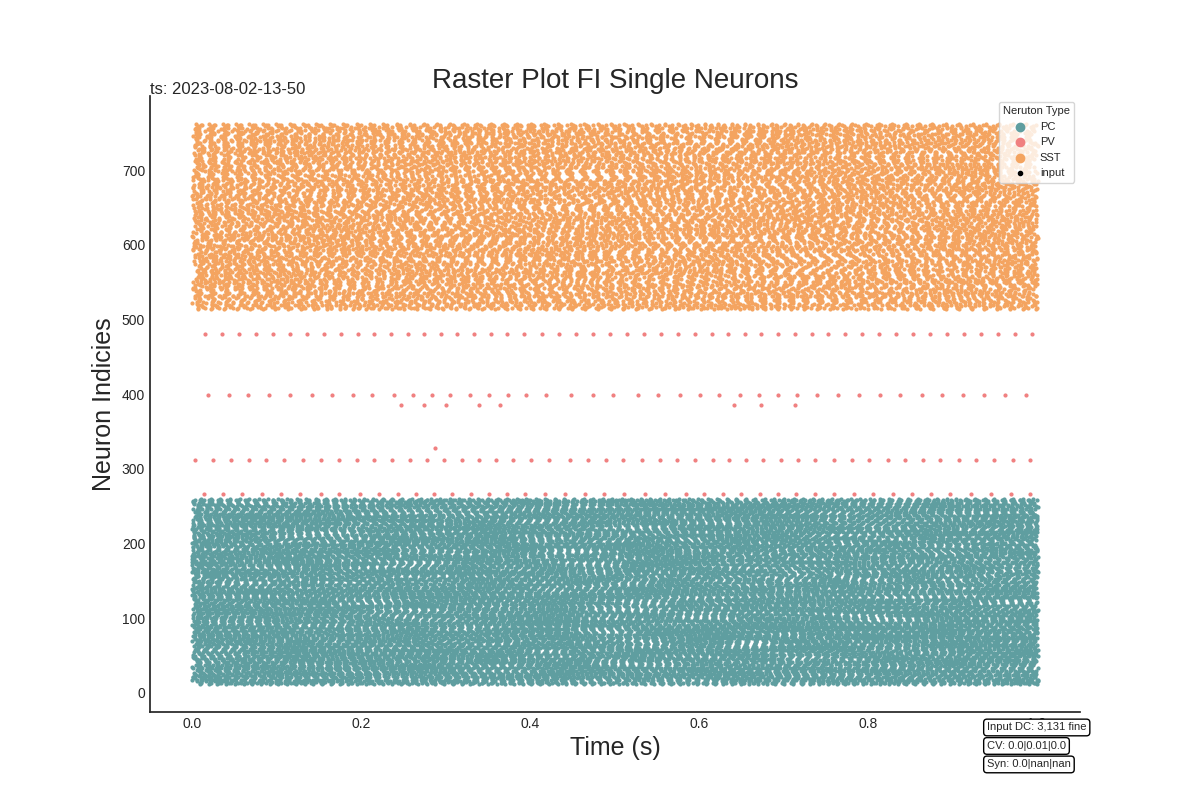 Raster Plot FI Single Neurons
ts: 2023-08-02-13-50
Neruton Type
PC
PV
SST
input
Neuron Indicies
700
600
500
400
300
200
100
0
0.0
0.2
0.4
0.6
0.8
Time (s)
Input DC: 3,131 fine
CV: 0.0|0.01|0.0
Syn: 0.0|nan|nan